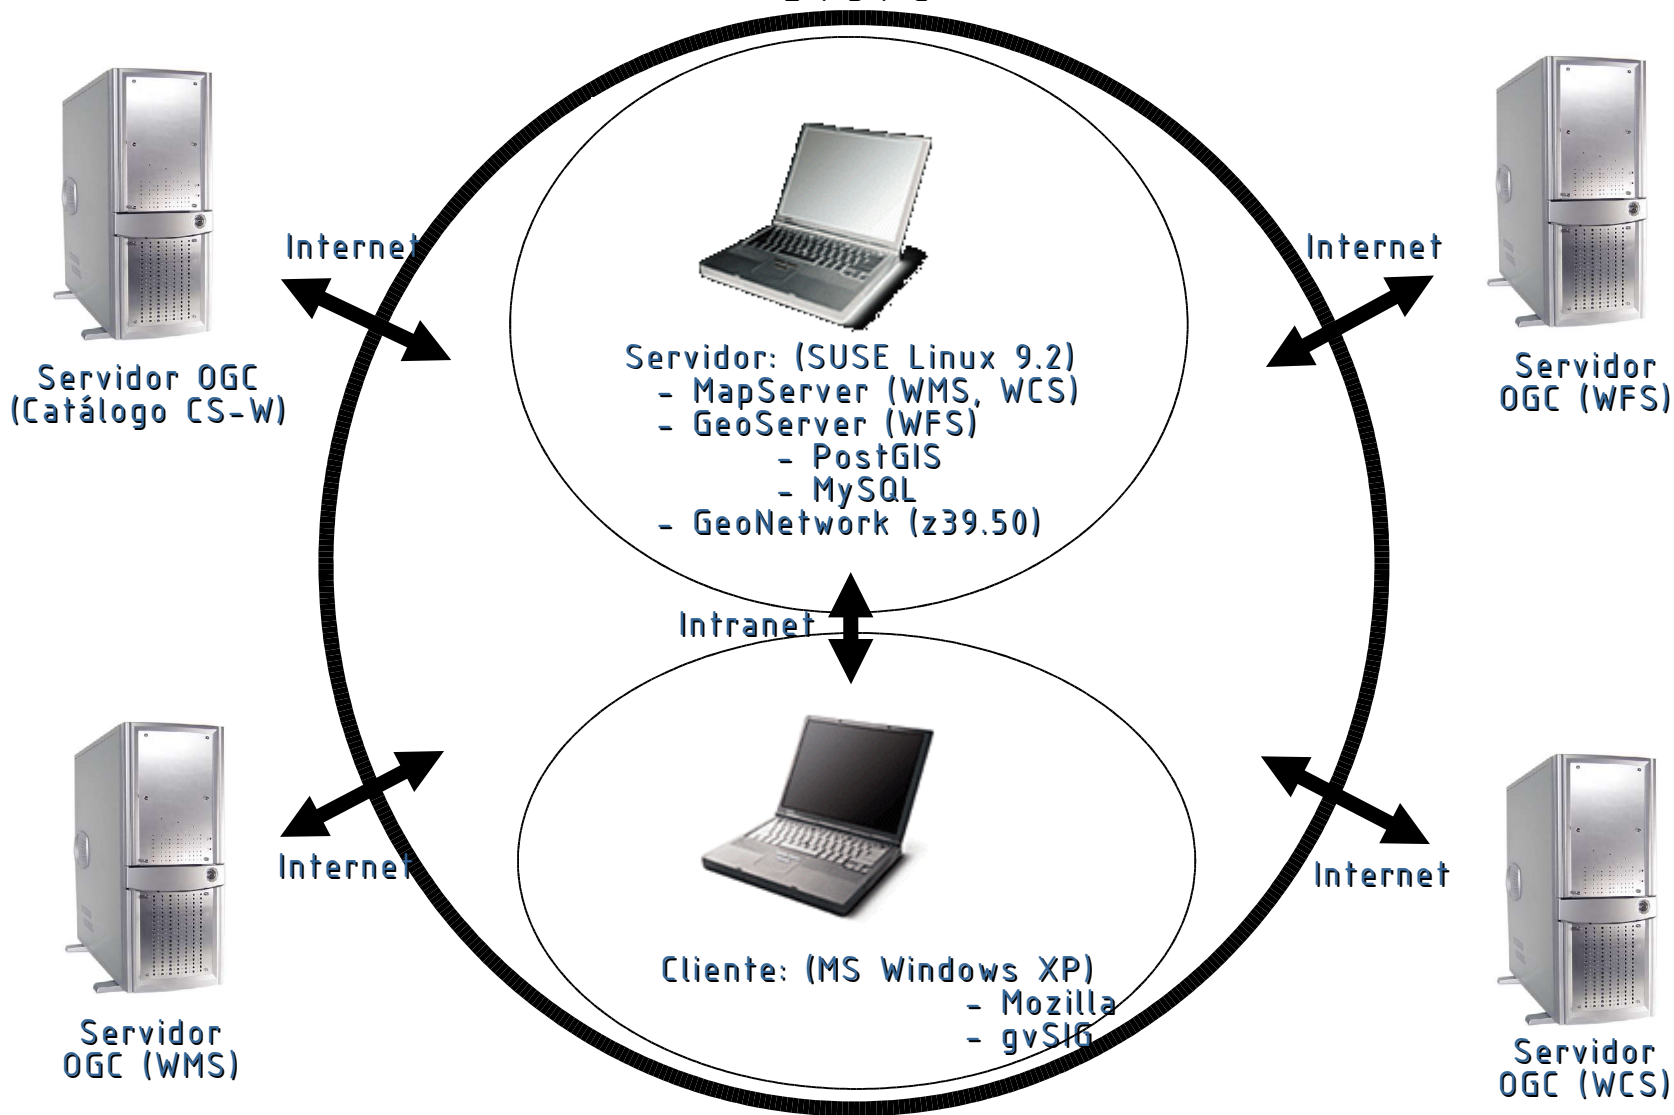 Internet
Internet
Servidor OGC
(Catálogo CS-W)
Servidor: (SUSE Linux 9.2)
- MapServer (WMS, WCS)
- GeoServer (WFS)
- PostGIS
- MySQL
- GeoNetwork (z39.50)
Servidor
OGC (WFS)
Intranet
Internet
Internet
Cliente: (MS Windows XP)
- Mozilla
- gvSIG
Servidor
OGC (WMS)
Servidor
OGC (WCS)